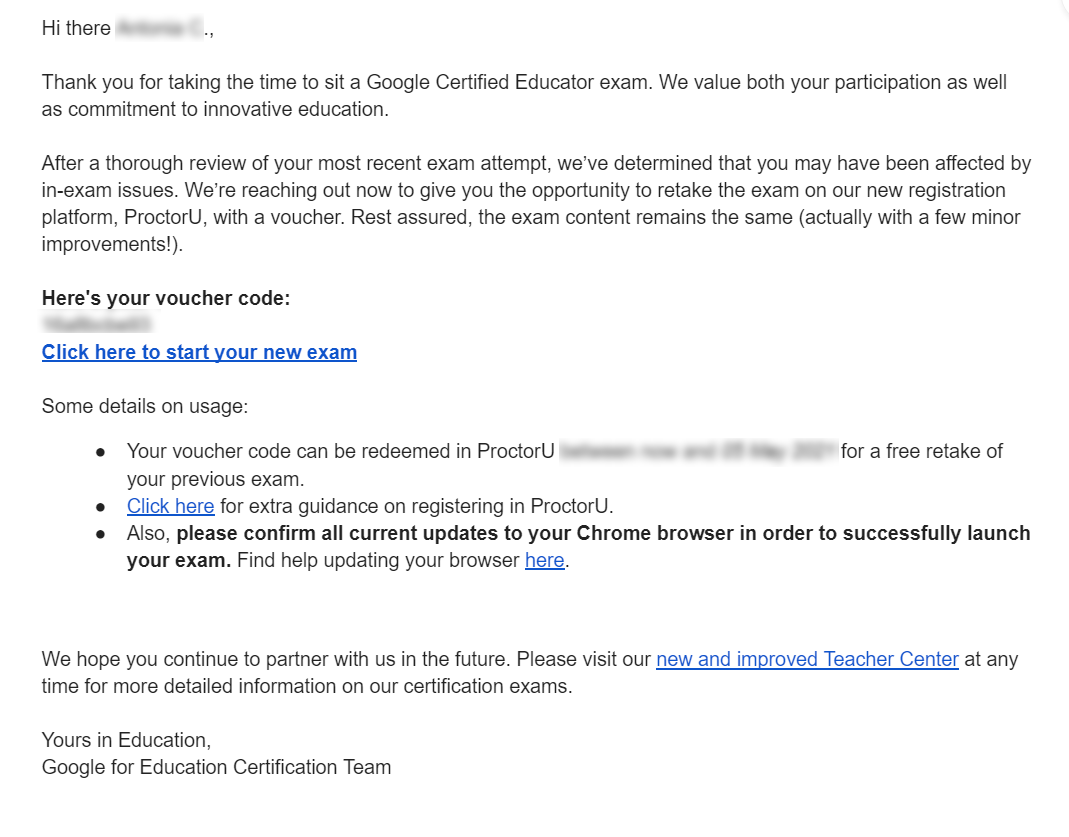 Hi there .,
Thank you for taking the time to sit a Google Certified Educator exam. We value both your participation as well
as commitment to innovative education.
After a thorough review of your most recent exam attempt, we’ve determined that you may have been affected by
in-exam issues. We’re reaching out now to give you the opportunity to retake the exam on our new registration
platform, ProctorU, with a voucher. Rest assured, the exam content remains the same (actually with a few minor
improvements!).
Here's your voucher code:
Click here to start your new exam
Some details on usage:
● Your voucher code can be redeemed in ProctorU for a free retake of
your previous exam.
● Click here for extra guidance on registering in ProctorU.
● Also, please confirm all current updates to your Chrome browser in order to successfully launch
your exam. Find help updating your browser here.
We hope you continue to partner with us in the future. Please visit our new and improved Teacher Center at any
time for more detailed information on our certification exams.
Yours in Education,
Google for Education Certification Team